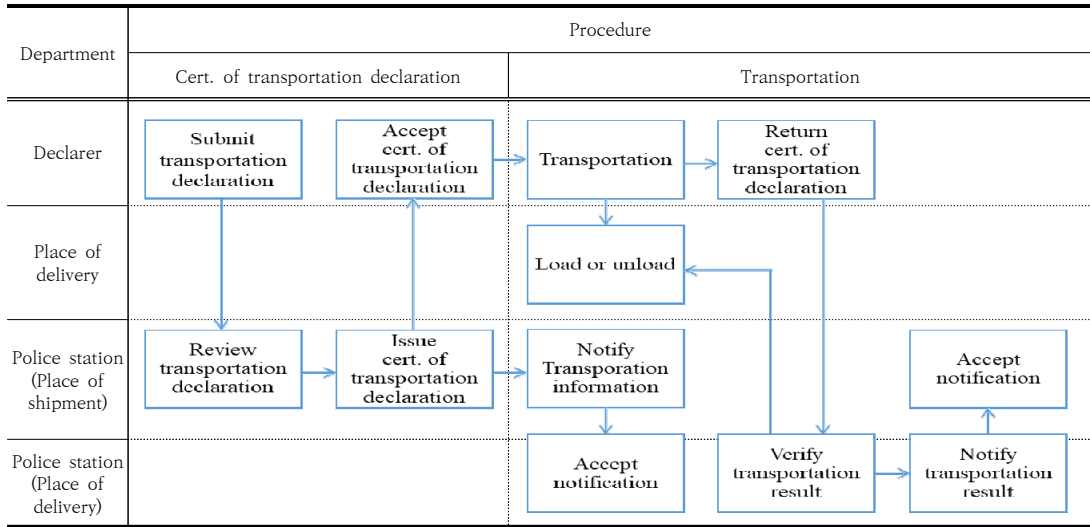 Department
Procedure
Cert. of transportation declaration
Transportation
Declarer
Submit
transportation
declaration
Accept
cert. of
transportation
declaration
Transportation
Return
cert. of
transportation
declaration
Place of
delivery
Load or unload
Police station
(Place of
shipment)
Review
transportation
declaration
Issue
cert. of
transportation
declaration
Notify
Transporation
information
Accept
notification
Police station
(Place of
delivery)
Accept
notification
Verify
transportation
result
Notify
transportation
result